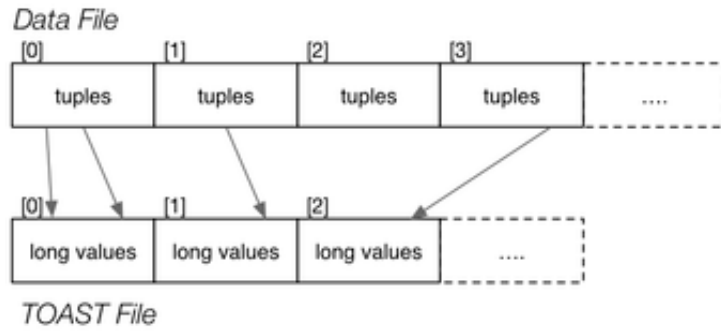 Data File
[0] [1] [2] [3]
tuples tuples tuples tuples ....
[0] [1] [2]
long values long values long values ....
TOAST File